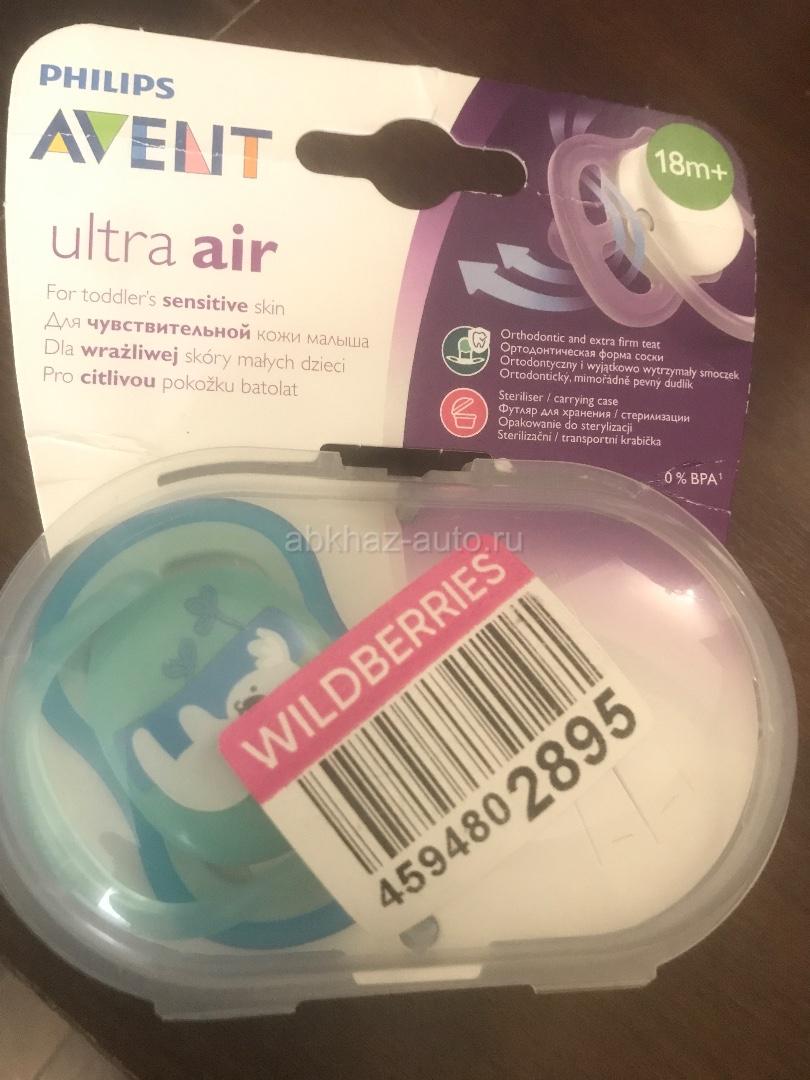 PHILIPS
AVENT
18m+
ultra air
For toddler's sensitive skin
Для чувствительной кожи малыша
Dla wrażliwej skóry małych dzieci
Pro citlivou pokožku batolat
Orthodontic and extra firm teat
Ортодонтическая форма соски
Ortodontyczny i wyjątkowo wytrzymały smoczek
Ortodontický, mimořádně pevný dudlík
Steriliser / carrying case
Футляр для хранения / стерилизации
Opakowanie do sterylizacji
Sterilizační / transportní krabička
0 % BPA¹
abkhaz-auto.ru
WILDBERRIES
459480 2895